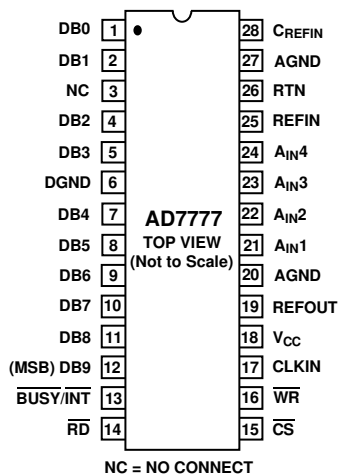 DB0 1 28 CREFIN
DB1 2 27 AGND
NC 3 26 RTN
DB2 4 25 REFIN
DB3 5 24 AIN4
DGND 6 23 AIN3
DB4 7 22 AIN2
DB5 8 21 AIN1
DB6 9 20 AGND
DB7 10 19 REFOUT
DB8 11 18 VCC
(MSB) DB9 12 17 CLKIN
BUSY/INT 13 16 WR
RD 14 15 CS
AD7777
TOP VIEW
(Not to Scale)
NC = NO CONNECT